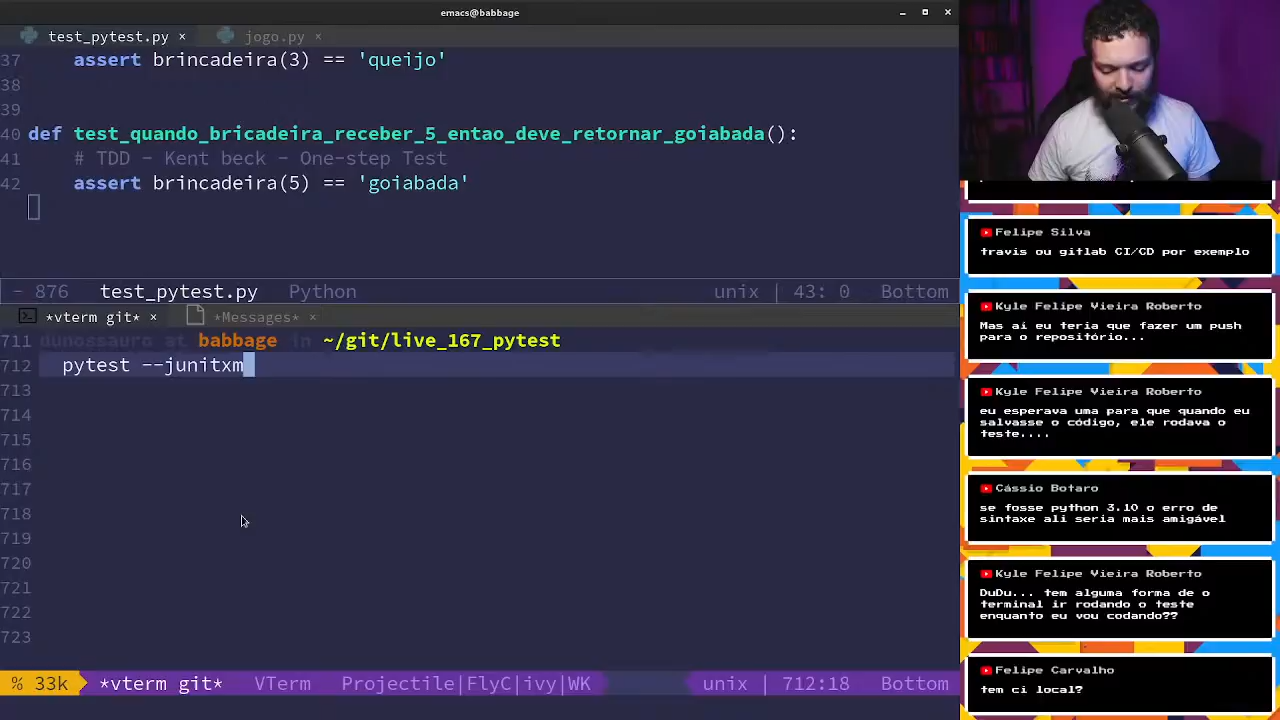 emacs@babbage
test_pytest.py × jogo.py ×
37 assert brincadeira(3) == 'queijo'
38
39
40 def test_quando_bricadeira_receber_5_entao_deve_retornar_goiabada():
41 # TDD - Kent beck - One-step Test
42 assert brincadeira(5) == 'goiabada'
- 876 test_pytest.py Python unix | 43: 0 Bottom
*vterm git* × *Messages* ×
711 dunossauro at babbage in ~/git/live_167_pytest
712 pytest --junitxm
713
714
715
716
717
718
719
720
721
722
723
% 33k *vterm git* VTerm Projectile|FlyC|ivy|WK unix | 712:18 Bottom
Felipe Silva
travis ou gitlab CI/CD por exemplo
Kyle Felipe Vieira Roberto
Mas ai eu teria que fazer um push
para o repositório...
Kyle Felipe Vieira Roberto
eu esperava uma para que quando eu
salvasse o código, ele rodava o
teste....
Cássio Botaro
se fosse python 3.10 o erro de
sintaxe ali seria mais amigável
Kyle Felipe Vieira Roberto
DuDu... tem alguma forma de o
terminal ir rodando o teste
enquanto eu vou codando??
Felipe Carvalho
tem ci local?